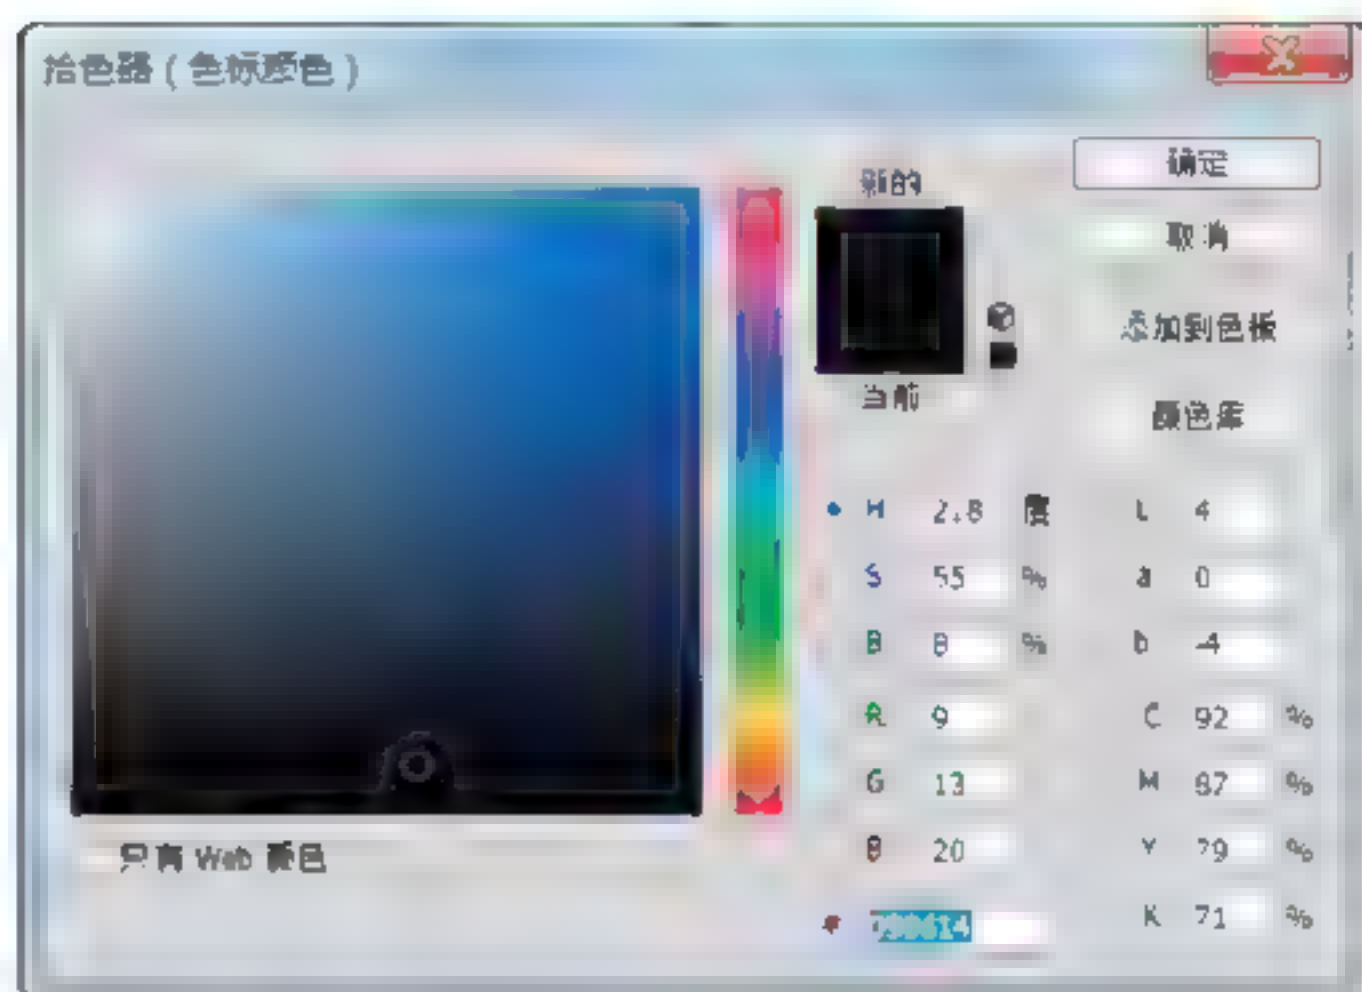 拾色器 ( 色标颜色 )
确定
新的
取消
添加到色板
当前
颜色库
H 2.8 度 L 4
S 55 % a 0
B 8 % b -4
R 9 C 92 %
G 13 M 87 %
B 20 Y 79 %
只有 Web 颜色
K 71 %
#